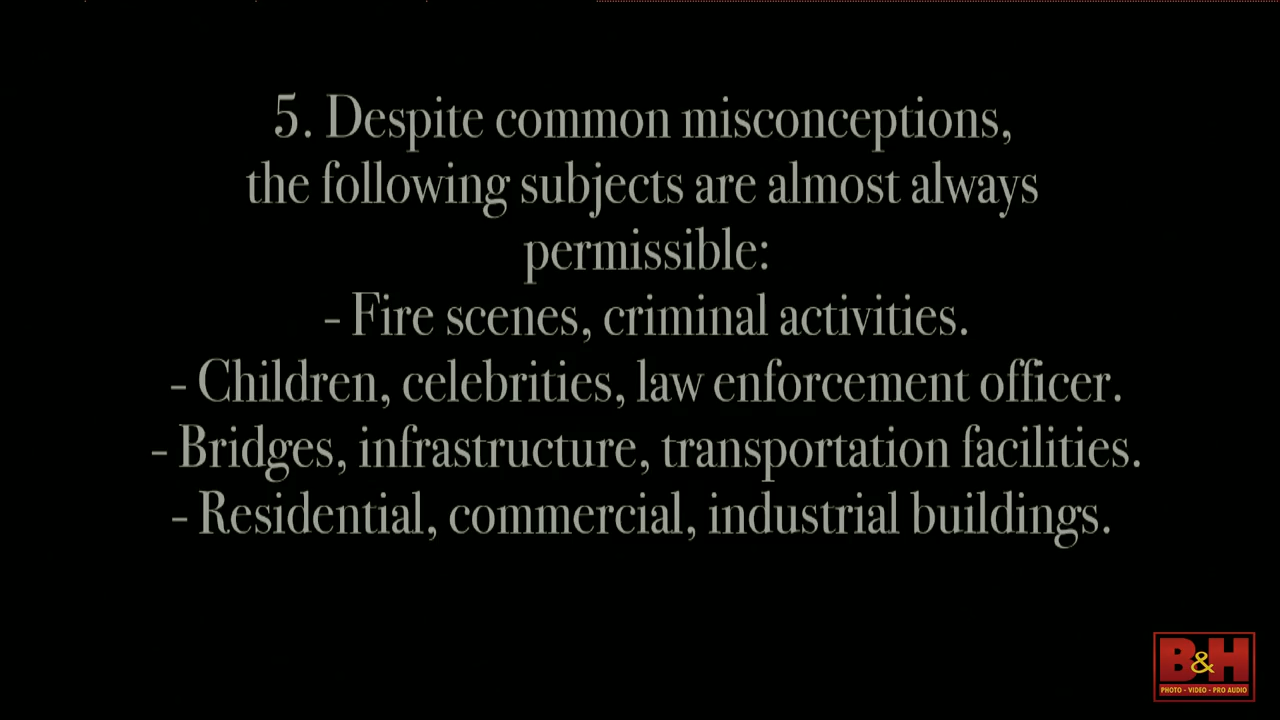 5. Despite common misconceptions,
the following subjects are almost always
permissible:
- Fire scenes, criminal activities.
- Children, celebrities, law enforcement officer.
- Bridges, infrastructure, transportation facilities.
- Residential, commercial, industrial buildings.
B&H
PHOTO - VIDEO - PRO AUDIO